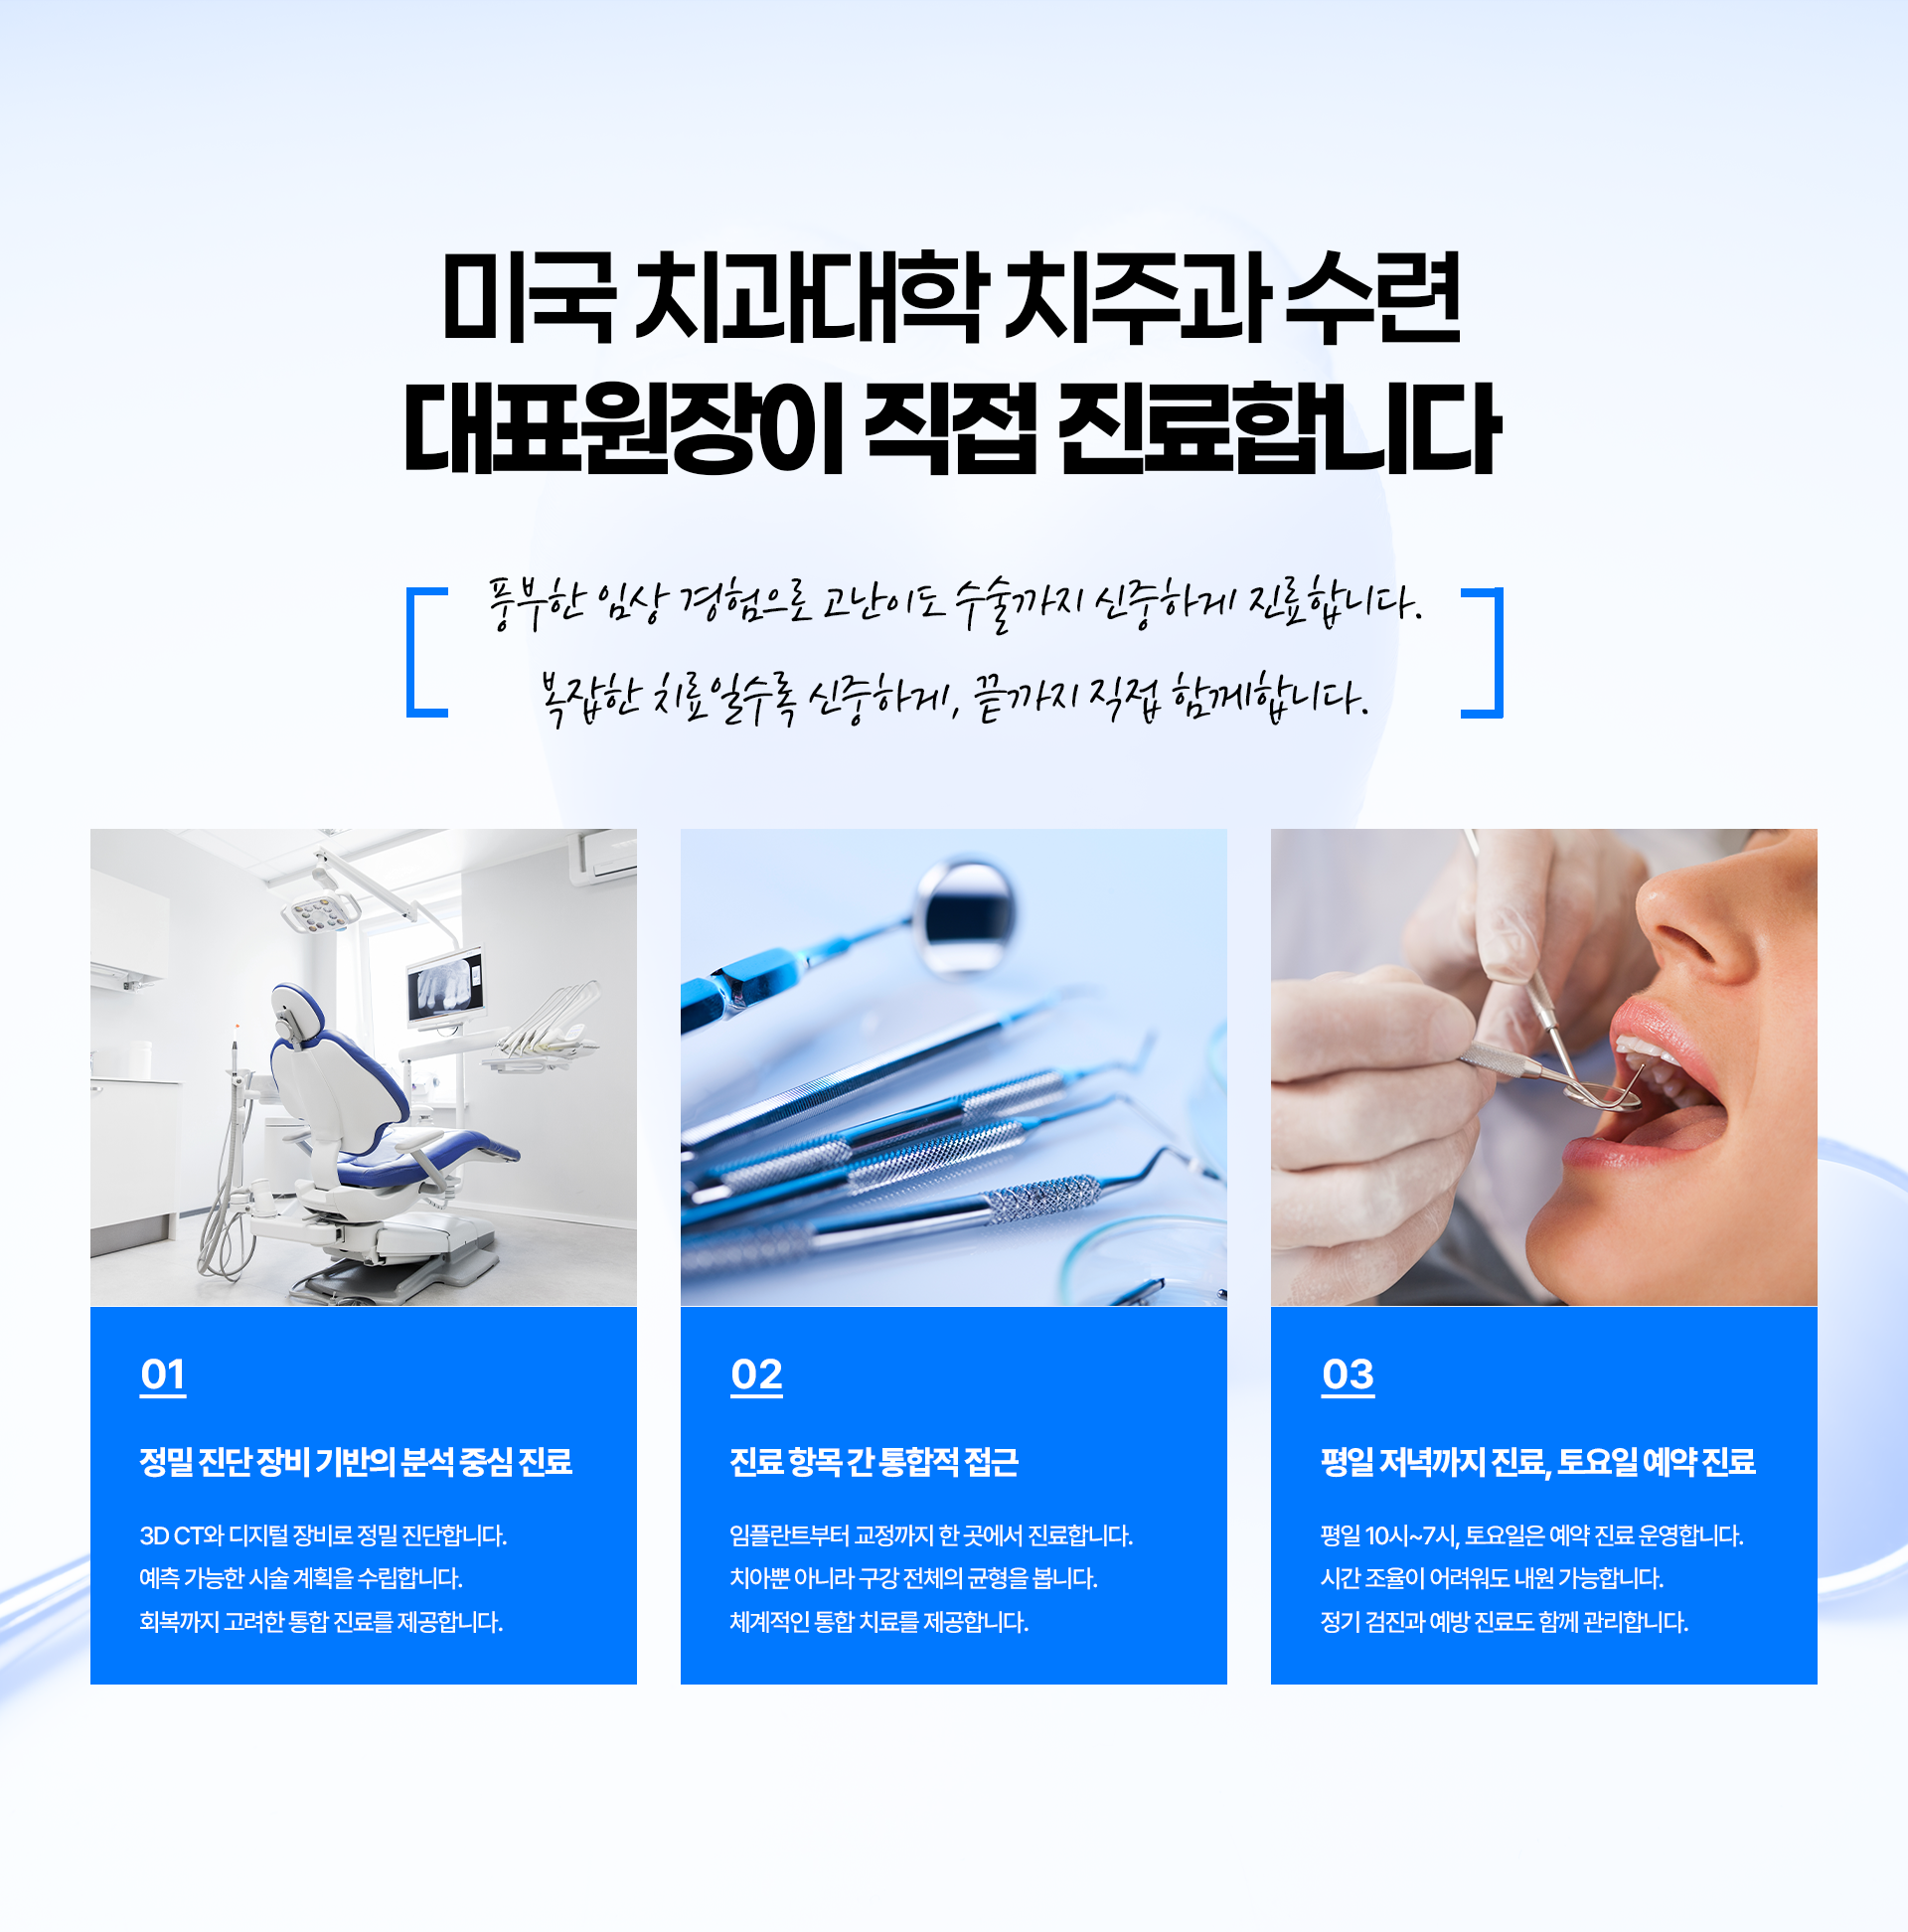 미국 치과대학 치주과 수련
대표원장이 직접 진료합니다
풍부한 임상 경험으로 고난이도 수술까지 신중하게 진료합니다.
복잡한 치료일수록 신중하게, 끝까지 직접 함께합니다.
01
정밀 진단 장비 기반의 분석 중심 진료
3D CT와 디지털 장비로 정밀 진단합니다.
예측 가능한 시술 계획을 수립합니다.
회복까지 고려한 통합 진료를 제공합니다.
02
진료 항목 간 통합적 접근
임플란트부터 교정까지 한 곳에서 진료합니다.
치아뿐 아니라 구강 전체의 균형을 봅니다.
체계적인 통합 치료를 제공합니다.
03
평일 저녁까지 진료, 토요일 예약 진료
평일 10시~7시, 토요일은 예약 진료 운영합니다.
시간 조율이 어려워도 내원 가능합니다.
정기 검진과 예방 진료도 함께 관리합니다.